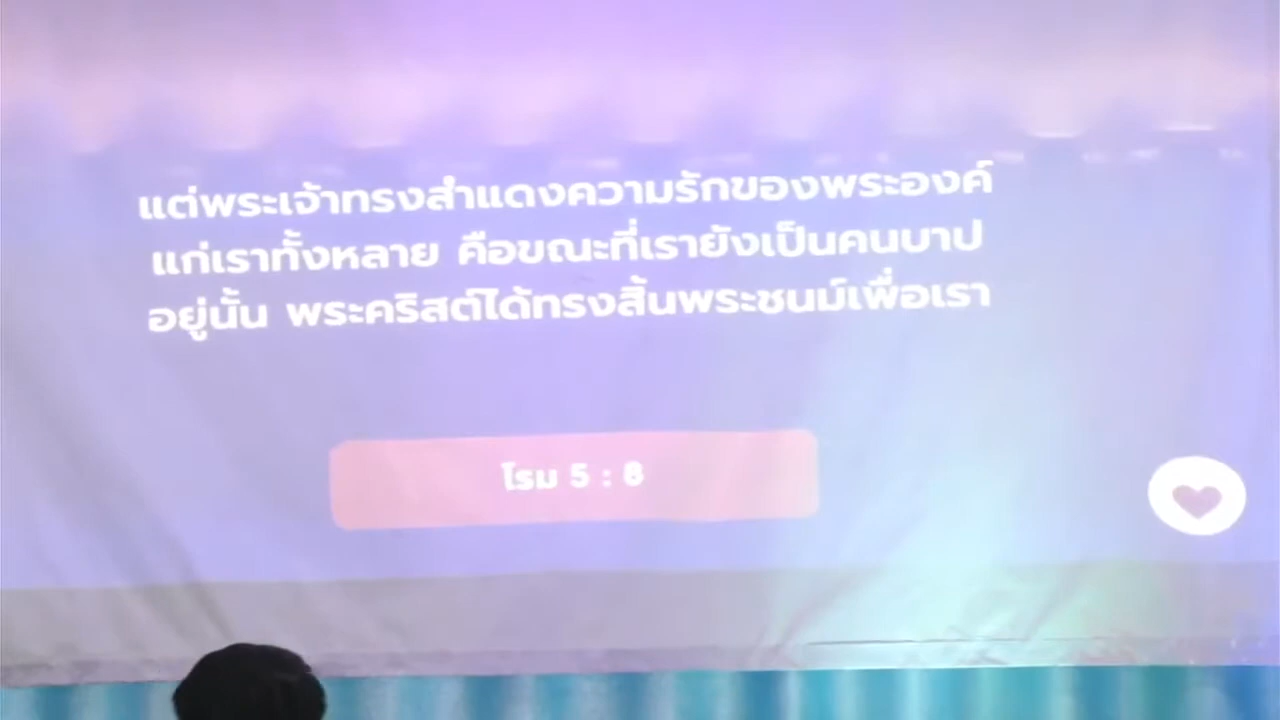 แต่พระเจ้าทรงสำแดงความรักของพระองค์
แก่เราทั้งหลาย คือขณะที่เรายังเป็นคนบาป
อยู่นั้น พระคริสต์ได้ทรงสิ้นพระชนม์เพื่อเรา
โรม 5 : 8